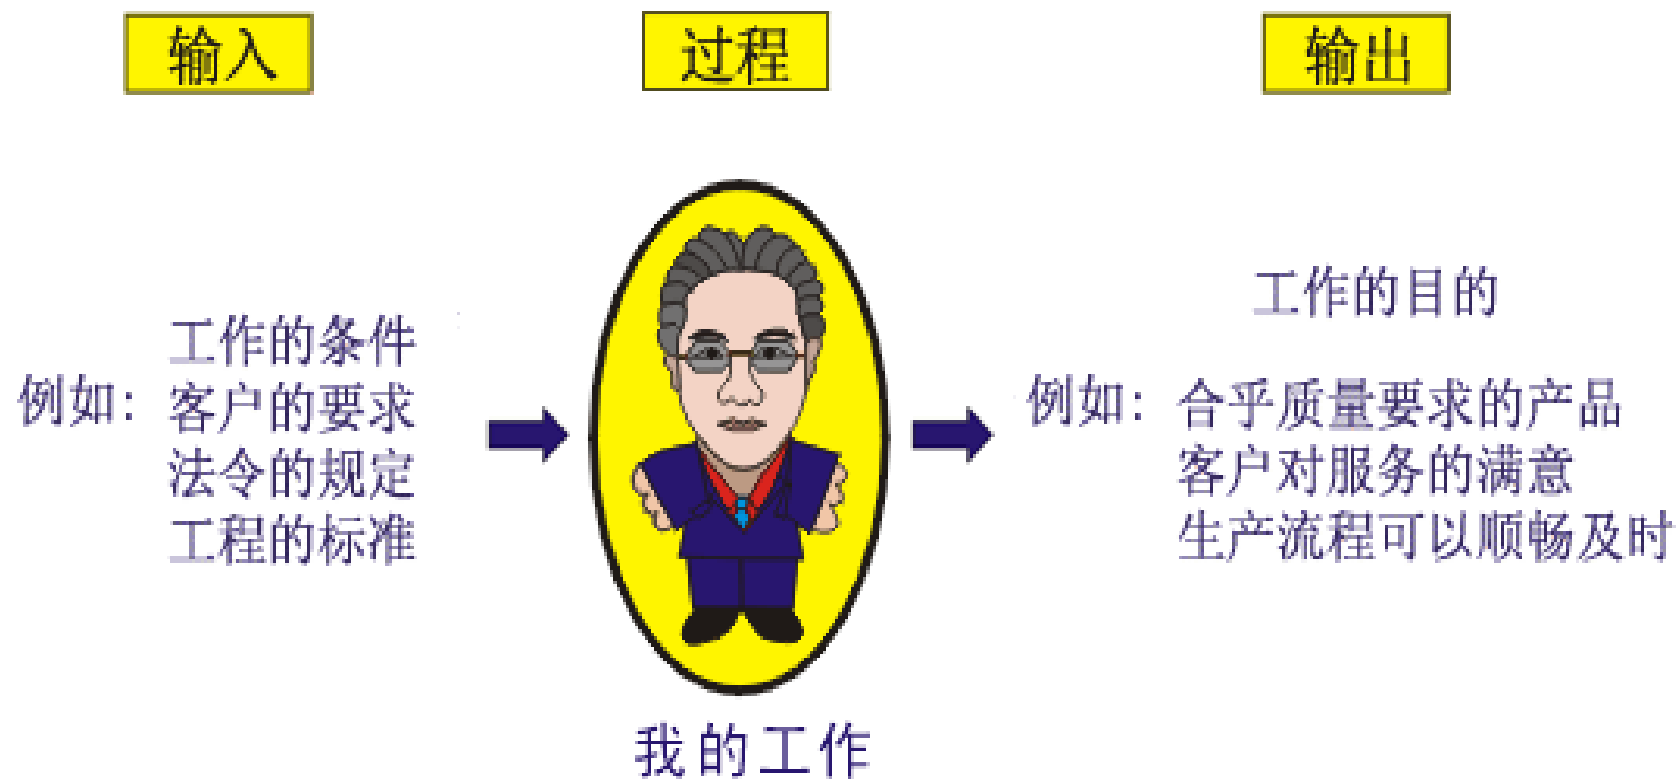 输入
过程
输出
工作的条件
例如：客户的要求
法令的规定
工程的标准
我的工作
工作的目的
例如：合乎质量要求的产品
客户对服务的满意
生产流程可以顺畅及时